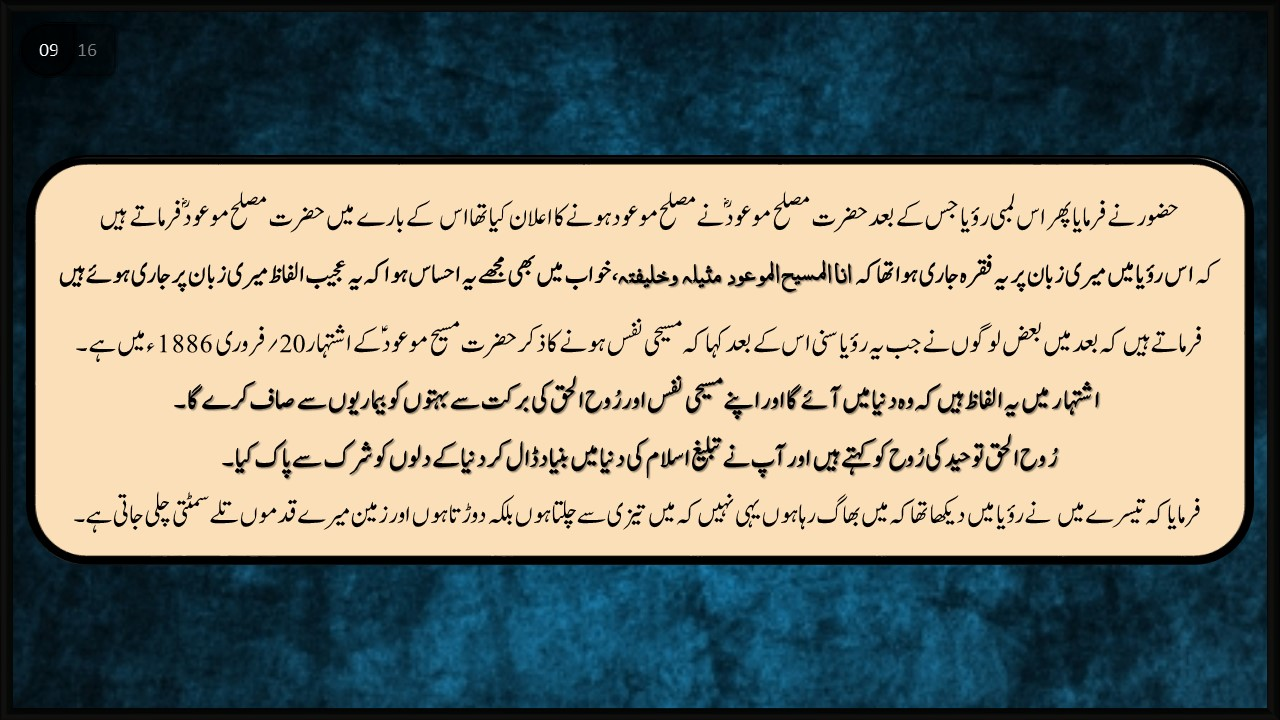 09 16
حضور نے فرمایا پھر اس لمبی رؤیا جس کے بعد حضرت مصلح موعودؓ نے مصلح موعود ہونے کا اعلان کیا تھا اس کے بارے میں حضرت مصلح موعودؓ فرماتے ہیں
کہ اس رؤیا میں میری زبان پر یہ فقرہ جاری ہوا تھا کہ انا المسیح الموعود مثیلہ وخلیفتہ، خواب میں بھی مجھے یہ احساس ہوا کہ یہ عجیب الفاظ میری زبان پر جاری ہوئے ہیں
فرماتے ہیں کہ بعد میں بعض لوگوں نے جب یہ رؤیا سنی اس کے بعد کہا کہ مسیحی نفس ہونے کا ذکر حضرت مسیح موعودؑ کے اشتہار 20؍ فروری 1886ء میں ہے۔
اشتہار میں یہ الفاظ ہیں کہ وہ دنیا میں آئے گا اور اپنے مسیحی نفس اور رُوح الحق کی برکت سے بہتوں کو بیماریوں سے صاف کرے گا۔
رُوح الحق توحید کی رُوح کو کہتے ہیں اور آپ نے تبلیغ اسلام کی دنیا میں بنیاد ڈال کر دنیا کے دلوں کو شرک سے پاک کیا۔
فرمایا کہ تیسرے میں نے رؤیا میں دیکھا تھا کہ میں بھاگ رہا ہوں یہی نہیں کہ میں تیزی سے چلتا ہوں بلکہ دوڑتا ہوں اور زمین میرے قدموں تلے سمٹتی چلی جاتی ہے۔